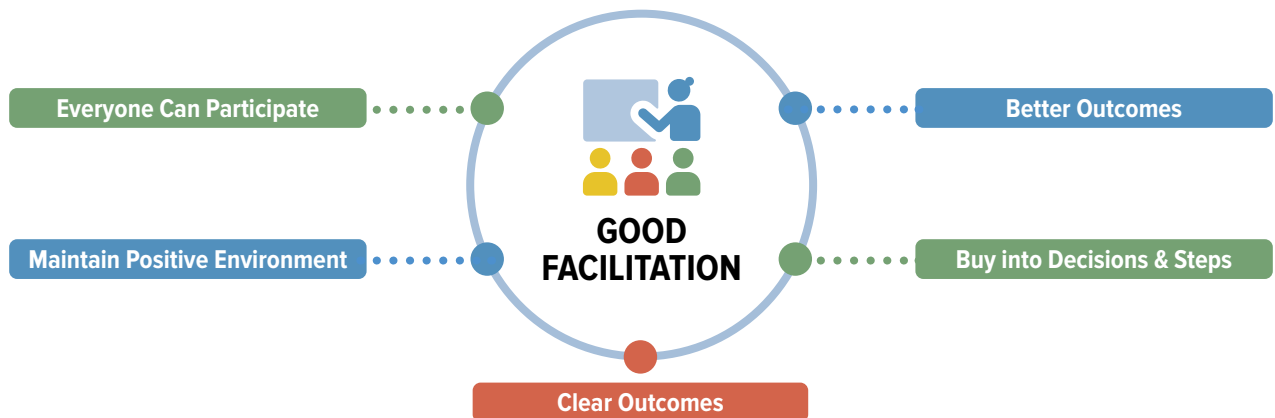 Everyone Can Participate
Better Outcomes
GOOD
FACILITATION
Maintain Positive Environment
Buy into Decisions & Steps
Clear Outcomes